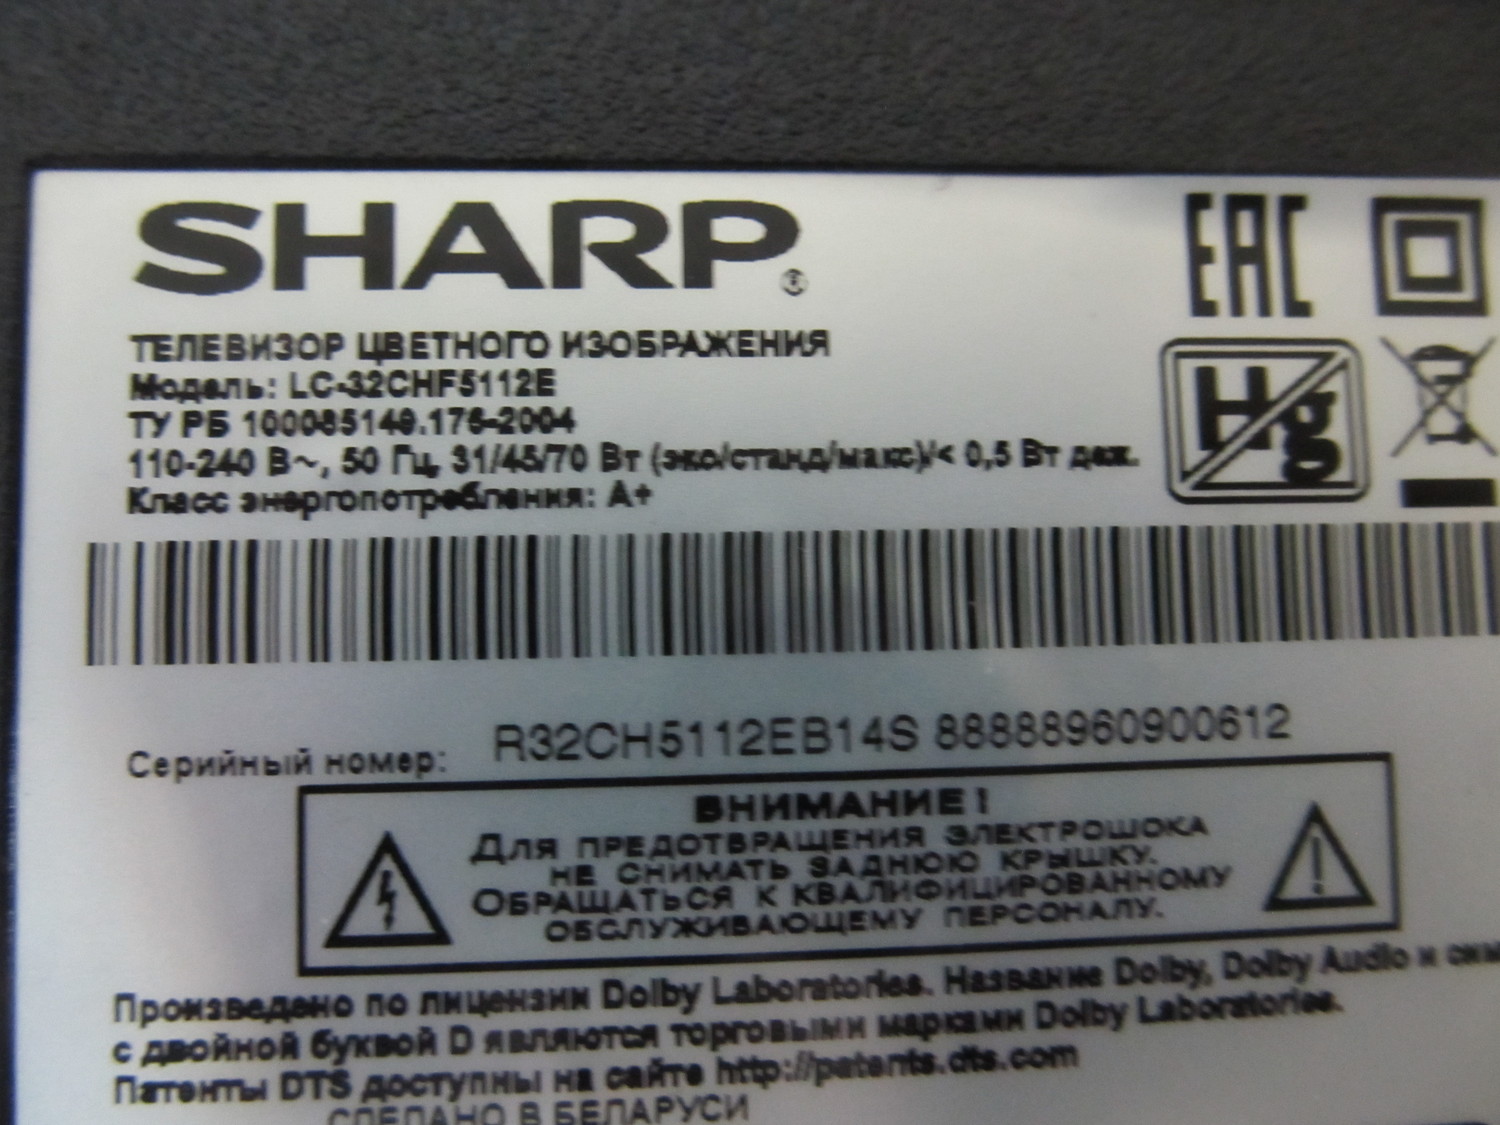 SHARP®
EAC
ТЕЛЕВИЗОР ЦВЕТНОГО ИЗОБРАЖЕНИЯ
Модель: LC-32CHF5112E
ТУ РБ 100085149.176-2004
110-240 В~, 50 Гц, 31/45/70 Вт (эко/станд/макс)/< 0,5 Вт деж.
Hg
Класс энергопотребления: A+
Серийный номер: R32CH5112EB14S 88888960900612
ВНИМАНИЕ!
Для предотвращения электрошока
не снимать заднюю крышку.
Обращаться к квалифицированному
обслуживающему персоналу.
Произведено по лицензии Dolby Laboratories. Название Dolby, Dolby Audio и
с двойной буквой D являются торговыми марками Dolby Laboratories.
Патенты DTS доступны на сайте http://patents.dts.com
СДЕЛАНО В БЕЛАРУСИ